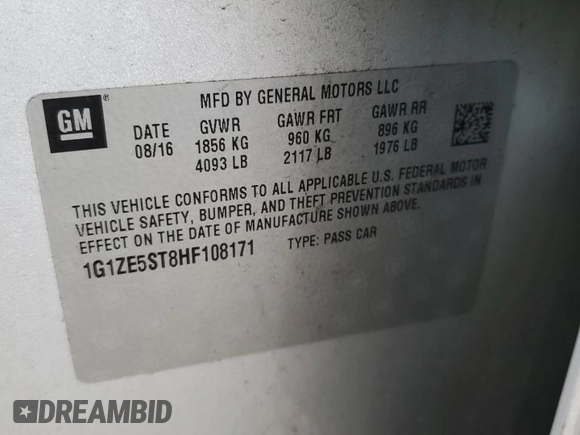 GM ®
MFD BY GENERAL MOTORS LLC
DATE GVWR GAWR FRT GAWR RR
08/16 1856 KG 960 KG 896 KG
4093 LB 2117 LB 1976 LB
THIS VEHICLE CONFORMS TO ALL APPLICABLE U.S. FEDERAL MOTOR
VEHICLE SAFETY, BUMPER, AND THEFT PREVENTION STANDARDS IN
EFFECT ON THE DATE OF MANUFACTURE SHOWN ABOVE.
1G1ZE5ST8HF108171 TYPE: PASS CAR
DREAMBID